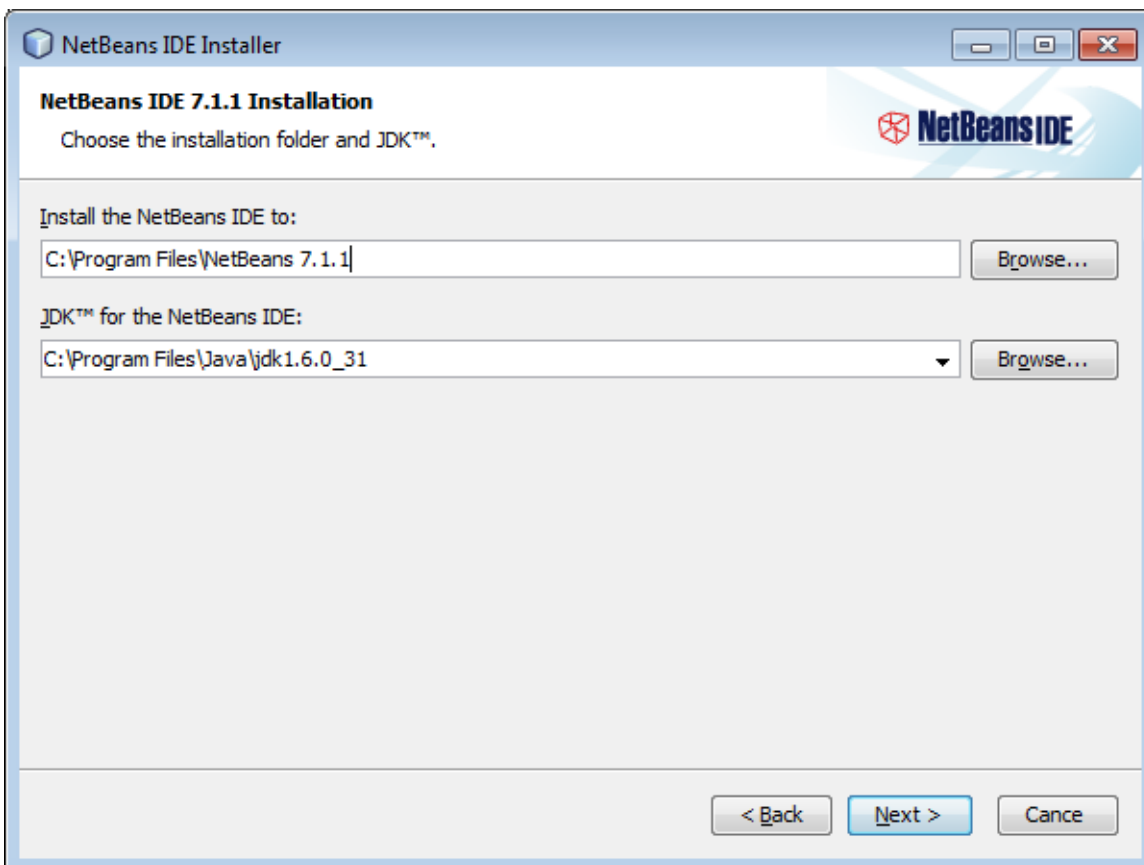 NetBeans IDE Installer
NetBeans IDE 7.1.1 Installation
Choose the installation folder and JDK™.
NetBeans IDE
Install the NetBeans IDE to:
C:\Program Files\NetBeans 7.1.1
Browse...
JDK™ for the NetBeans IDE:
C:\Program Files\Java\jdk1.6.0_31
Browse...
< Back Next > Cance